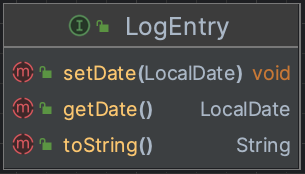 I LogEntry
m setDate(LocalDate) void
m getDate() LocalDate
m toString() String